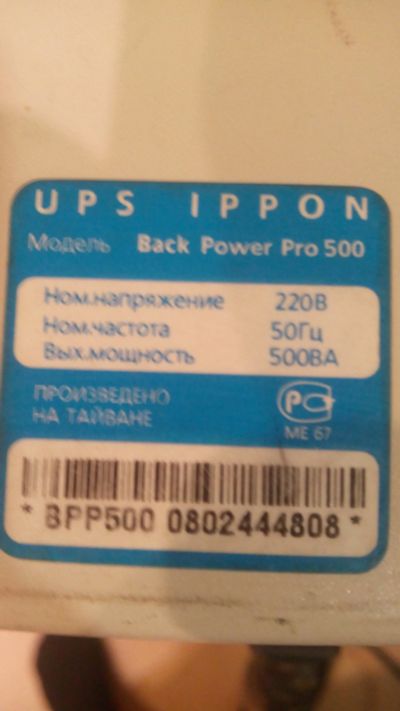 UPS IPPON
Модель Back Power Pro 500
Ном.напряжение 220В
Ном.частота 50Гц
Вых.мощность 500ВА
ПРОИЗВЕДЕНО
НА ТАЙВАНЕ
МЕ 67
* BPP500 0802444808 *